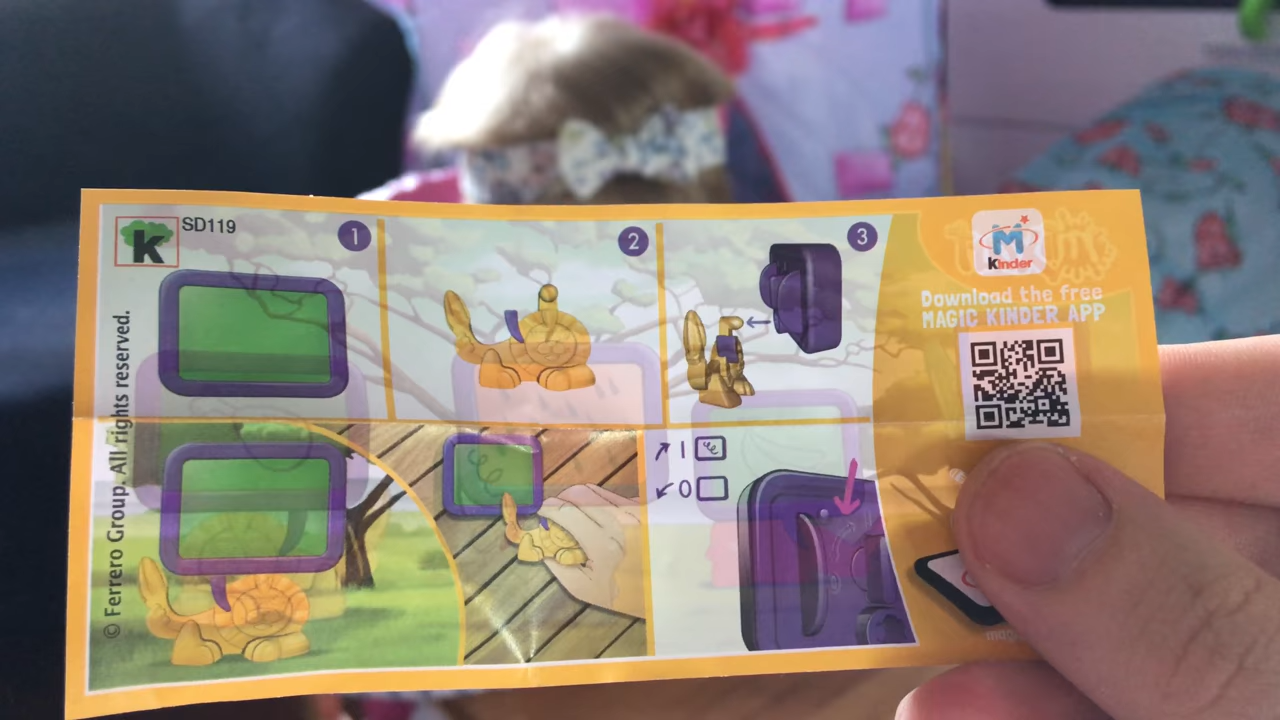 K
SD119
1
2
3
© Ferrero Group. All rights reserved.
1
0
M
Kinder
Download the free
MAGIC KINDER APP